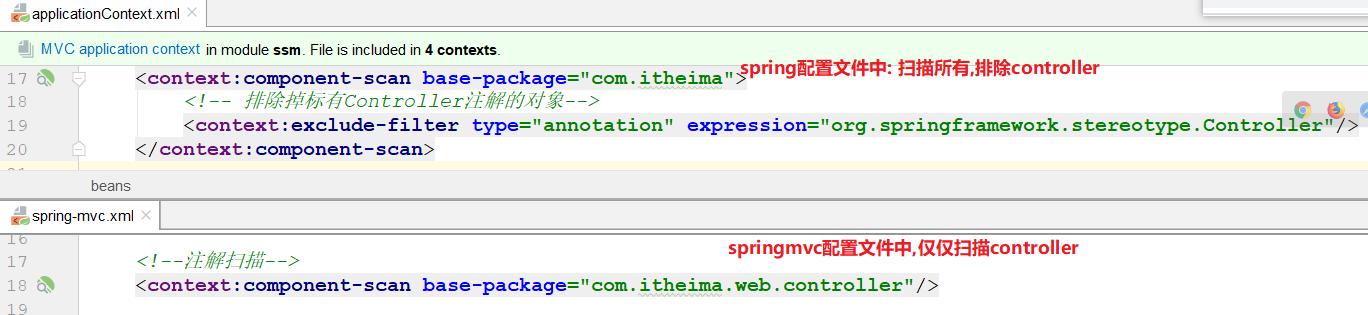 applicationContext.xml
MVC application context in module ssm. File is included in 4 contexts.
spring配置文件中: 扫描所有,排除controller
17 <context:component-scan base-package="com.itheima">
18 <!-- 排除掉标有Controller注解的对象-->
19 <context:exclude-filter type="annotation" expression="org.springframework.stereotype.Controller"/>
20 </context:component-scan>
beans
spring-mvc.xml
16
springmvc配置文件中,仅仅扫描controller
17 <!--注解扫描-->
18 <context:component-scan base-package="com.itheima.web.controller"/>
19